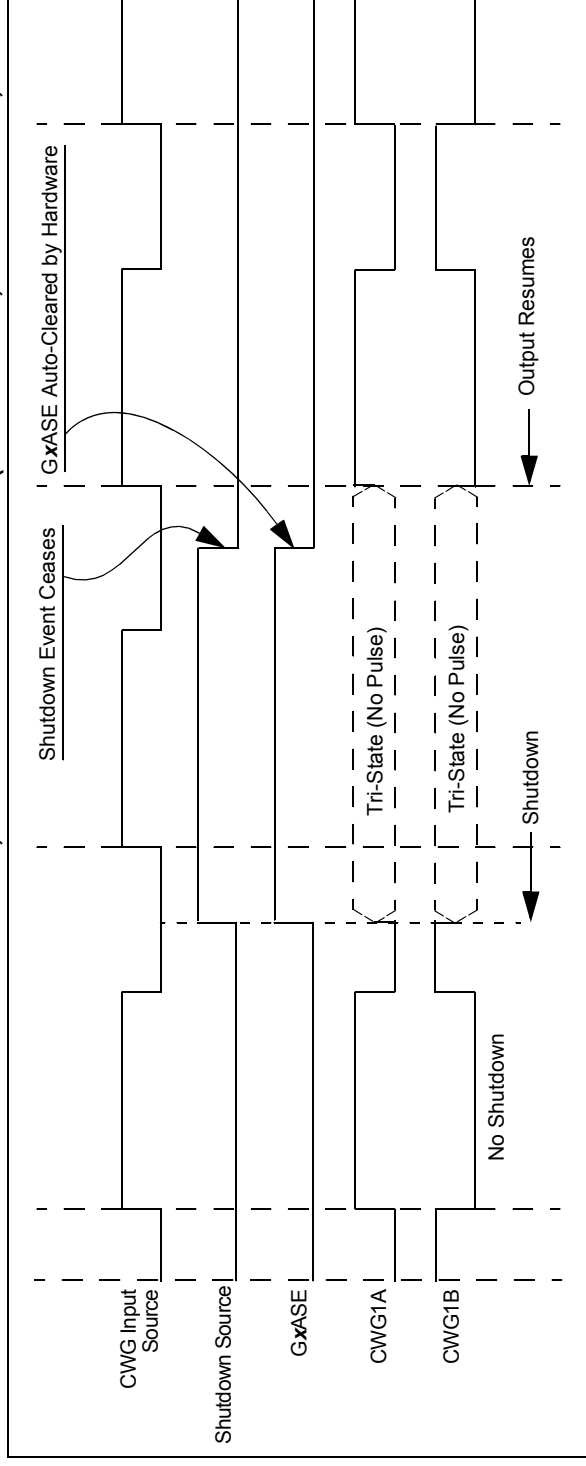 Shutdown Event Ceases
GxASE Auto-Cleared by Hardware
CWG Input
Source
Shutdown Source
GxASE
CWG1A
Tri-State (No Pulse)
CWG1B
Tri-State (No Pulse)
No Shutdown
Shutdown
Output Resumes